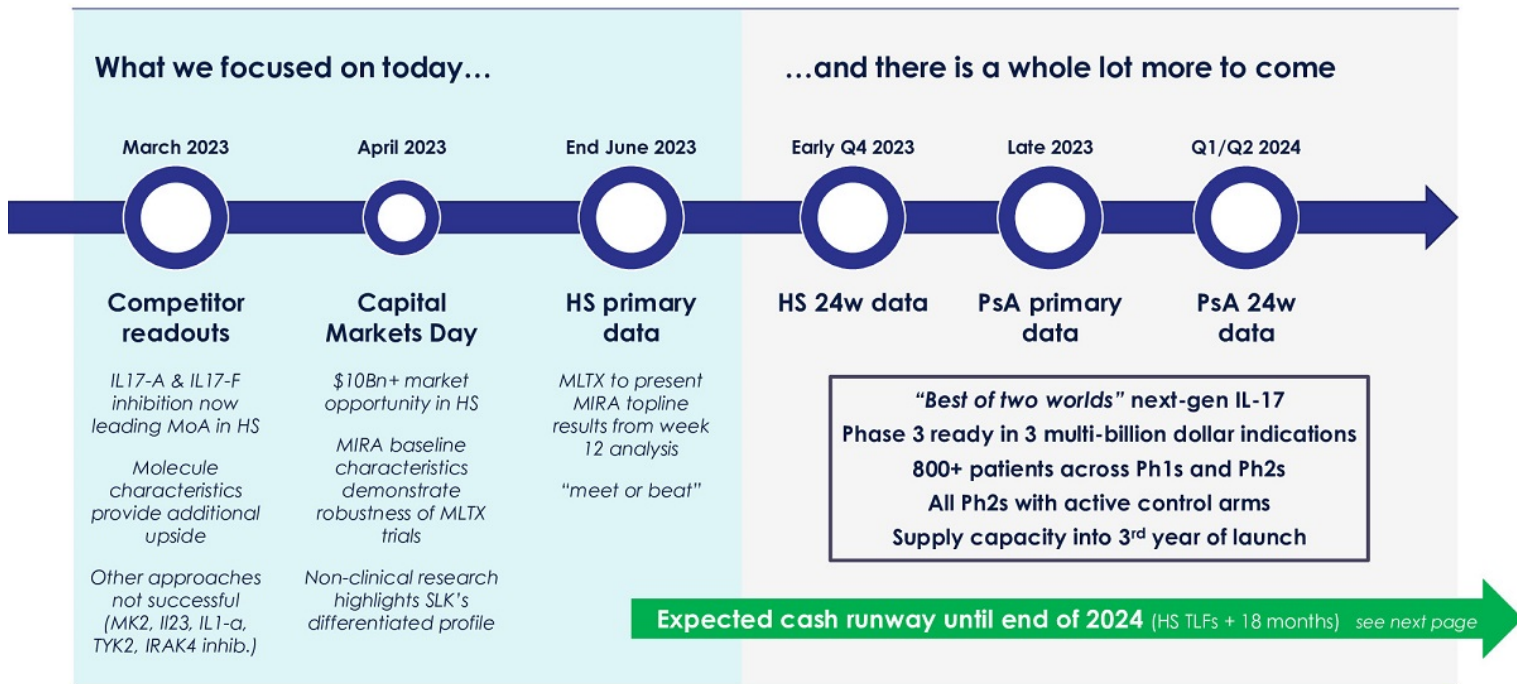 What we focused on today…
…and there is a whole lot more to come
March 2023
April 2023
End June 2023
Early Q4 2023
Late 2023
Q1/Q2 2024
Competitor
readouts
IL17-A & IL17-F
inhibition now
leading MoA in HS
Molecule
characteristics
provide additional
upside
Other approaches
not successful
(MK2, Il23, IL1-a,
TYK2, IRAK4 inhib.)
Capital
Markets Day
$10Bn+ market
opportunity in HS
MIRA baseline
characteristics
demonstrate
robustness of MLTX
trials
Non-clinical research
highlights SLK's
differentiated profile
HS primary
data
MLTX to present
MIRA topline
results from week
12 analysis
“meet or beat”
HS 24w data
PsA primary
data
PsA 24w
data
“Best of two worlds” next-gen IL-17
Phase 3 ready in 3 multi-billion dollar indications
800+ patients across Ph1s and Ph2s
All Ph2s with active control arms
Supply capacity into 3rd year of launch
Expected cash runway until end of 2024 (HS TLFs + 18 months) see next page